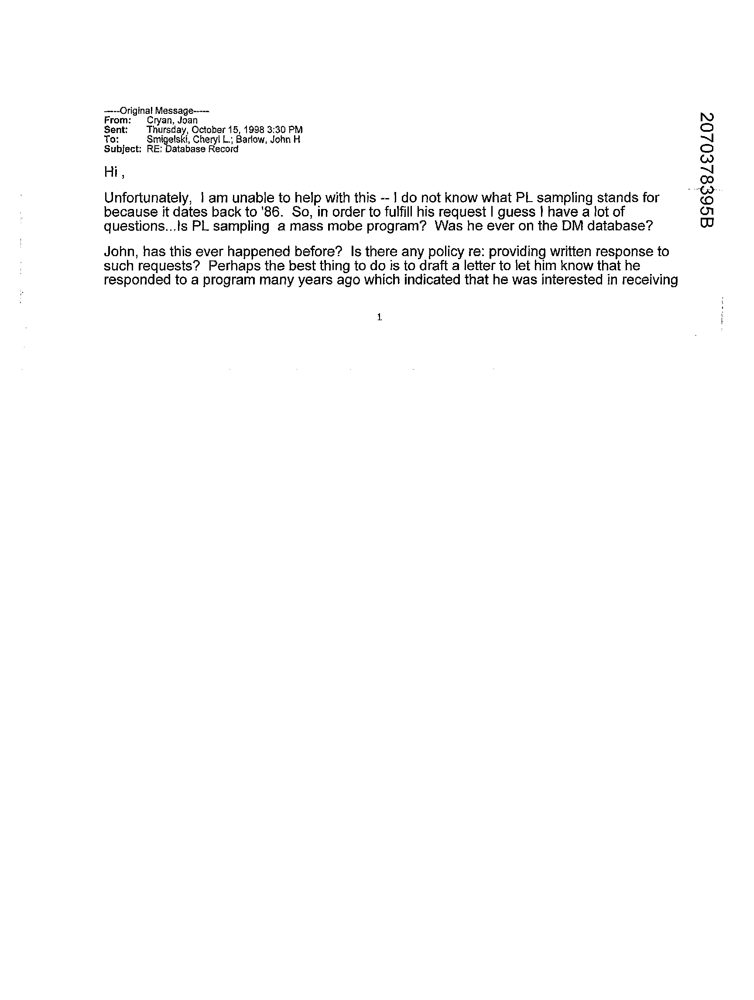 -----Original Message-----
From: Cryan, Joan
Sent: Thursday, October 15, 1998 3:30 PM
To: Smigelski, Cheryl L.; Barlow, John H
Subject: RE: Database Record
Hi ,
Unfortunately, I am unable to help with this -- I do not know what PL sampling stands for
because it dates back to '86. So, in order to fulfill his request I guess I have a lot of
questions...Is PL sampling a mass mobe program? Was he ever on the DM database?
John, has this ever happened before? Is there any policy re: providing written response to
such requests? Perhaps the best thing to do is to draft a letter to let him know that he
responded to a program many years ago which indicated that he was interested in receiving
1
2070378395B